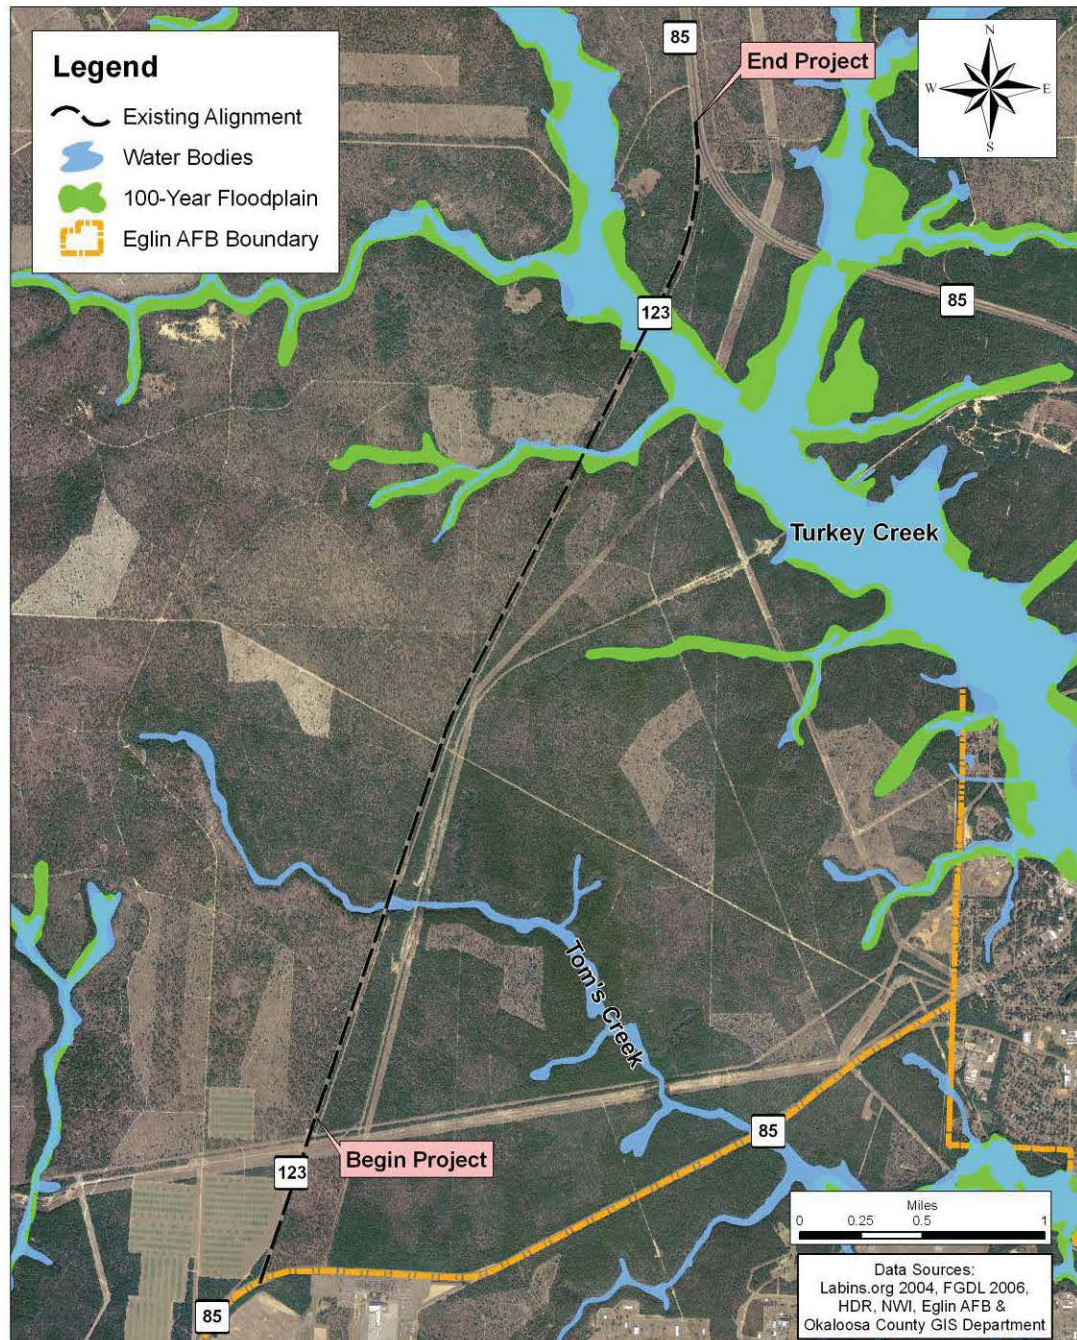 Legend
Existing Alignment
Water Bodies
100-Year Floodplain
Eglin AFB Boundary
85
End Project
N
W E
S
123
85
Turkey Creek
Tom's Creek
85
Begin Project
123
85
Miles
0 0.25 0.5 1
Data Sources:
Labins.org 2004, FGDL 2006,
HDR, NWI, Eglin AFB &
Okaloosa County GIS Department